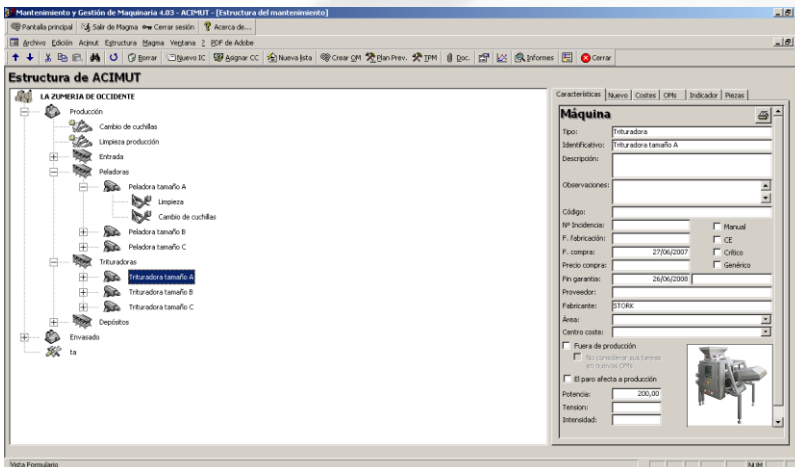 Mantenimiento y Gestión de Maquinaria 4.03 - ACIMUT - [Estructura del mantenimiento]
Pantalla principal Salir de Magma Cerrar sesión Acerca de...
Archivo Edición Acimut Estructura Magma Ventana ? PDF de Adobe
Borrar Nuevo IC Asignar CC Nueva lista Crear OM Plan Prev. IPM Doc. Informes Cerrar
Estructura de ACIMUT
LA ZUMERIA DE OCCIDENTE
Producción
Cambio de cuchillas
Limpieza producción
Entrada
Peladoras
Peladora tamaño A
Limpieza
Cambio de cuchillas
Peladora tamaño B
Peladora tamaño C
Trituradoras
Trituradora tamaño A
Trituradora tamaño B
Trituradora tamaño C
Depósitos
Envasado
ta
Características Nuevo Costes OMs Indicador Piezas
Máquina
Tipo: Trituradora
Identificativo: Trituradora tamaño A
Descripción:
Observaciones:
Código:
Nº Incidencia: Manual
F. fabricación: CE
F. compra: 27/06/2007 Crítico
Precio compra: Genérico
Fin garantía: 26/06/2008
Proveedor:
Fabricante: STORK
Área:
Centro coste:
Fuera de producción
No considerar sus tareas
en nuevas OMs
El paro afecta a producción
Potencia: 200,00
Tension:
Intensidad:
Vista Formulario NUM